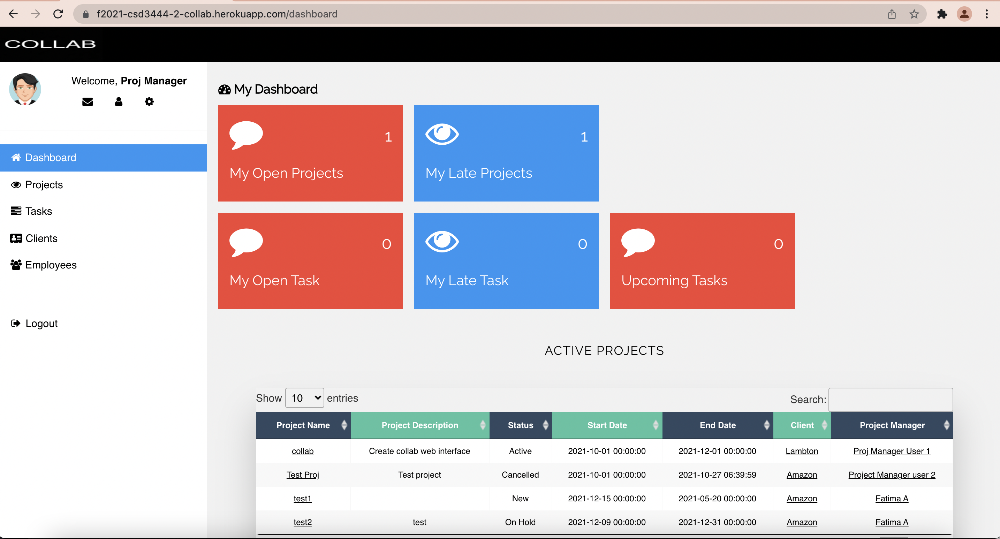 f2021-csd3444-2-collab.herokuapp.com/dashboard
COLLAB
Welcome, Proj Manager
Dashboard
Projects
Tasks
Clients
Employees
Logout
My Dashboard
1
My Open Projects
1
My Late Projects
0
My Open Task
0
My Late Task
0
Upcoming Tasks
ACTIVE PROJECTS
Show 10 entries
Search:
Project Name Project Description Status Start Date End Date Client Project Manager
collab Create collab web interface Active 2021-10-01 00:00:00 2021-12-01 00:00:00 Lambton Proj Manager User 1
Test Proj Test project Cancelled 2021-10-01 00:00:00 2021-10-27 06:39:59 Amazon Project Manager user 2
test1 New 2021-12-15 00:00:00 2021-05-20 00:00:00 Amazon Fatima A
test2 test On Hold 2021-12-09 00:00:00 2021-12-31 00:00:00 Amazon Fatima A